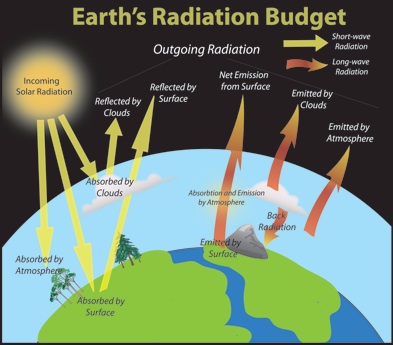 Earth's Radiation Budget
Short-wave
Radiation
Outgoing Radiation
Long-wave
Radiation
Incoming
Solar Radiation
Reflected by
Clouds
Reflected by
Surface
Net Emission
from Surface
Emitted by
Clouds
Emitted by
Atmosphere
Absorbed by
Clouds
Absorbtion and Emission
by Atmosphere
Back
Radiation
Emitted by
Surface
Absorbed by
Atmosphere
Absorbed by
Surface